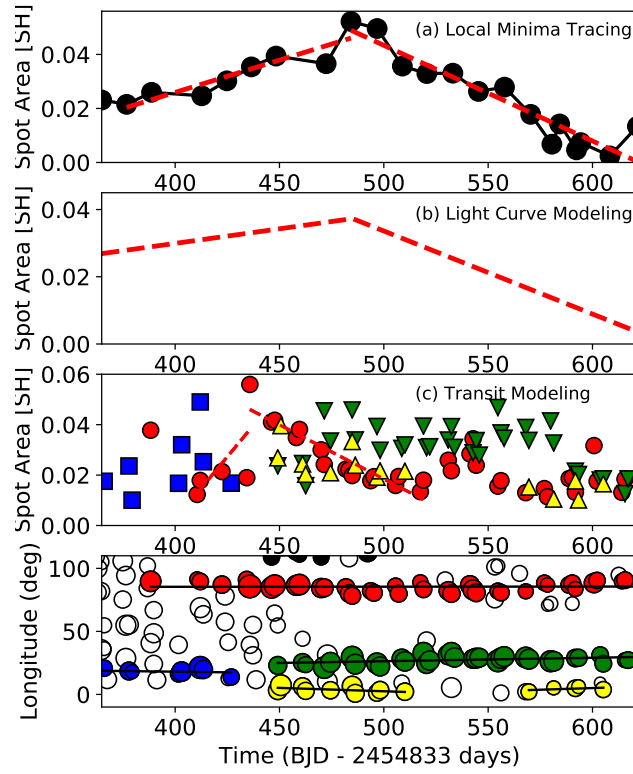 Spot Area [SH]
0.04
0.02
0.00
(a) Local Minima Tracing
400 450 500 550 600
Spot Area [SH]
0.04
0.02
0.00
(b) Light Curve Modeling
400 450 500 550 600
Spot Area [SH]
0.06
0.04
0.02
0.00
(c) Transit Modeling
400 450 500 550 600
Longitude (deg)
100
50
0
400 450 500 550 600
Time (BJD - 2454833 days)